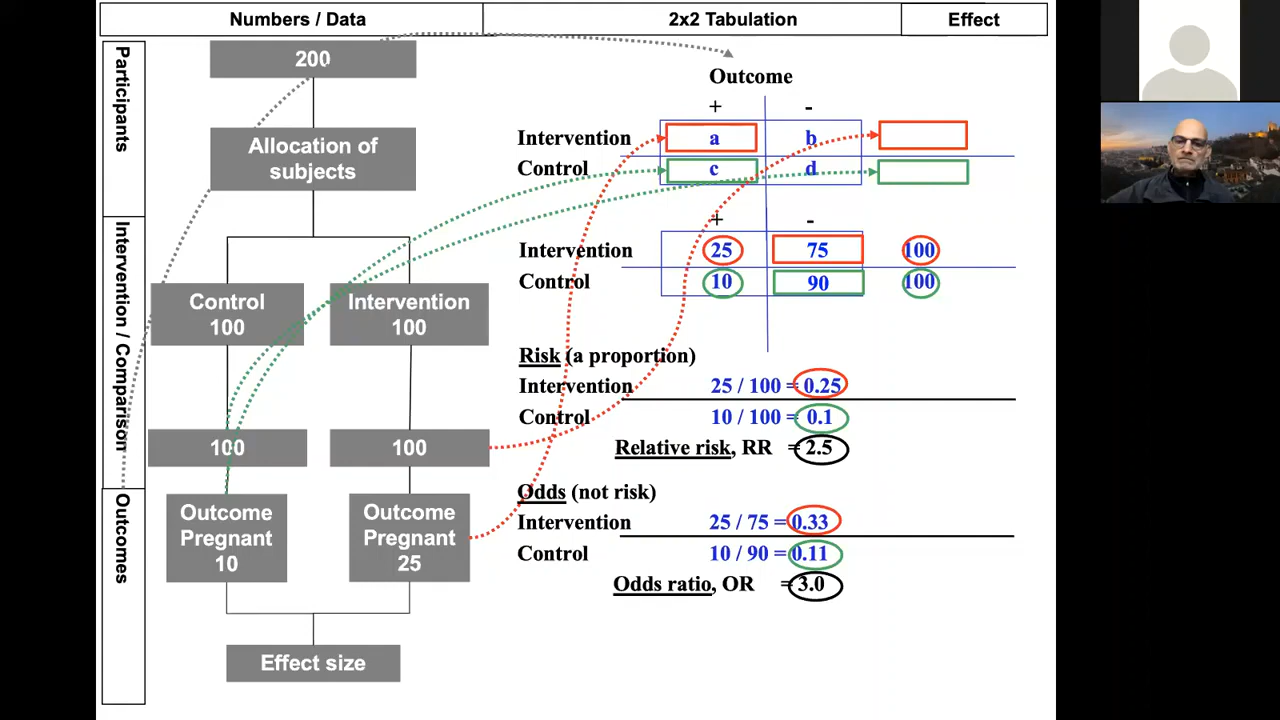 Numbers / Data
2x2 Tabulation
Effect
Participants
Intervention / Comparison
Outcomes
200
Allocation of
subjects
Control
100
Intervention
100
100
100
Outcome
Pregnant
10
Outcome
Pregnant
25
Effect size
Outcome
+ -
Intervention a b
Control c d
+ -
Intervention 25 75 100
Control 10 90 100
Risk (a proportion)
Intervention 25 / 100 = 0.25
Control 10 / 100 = 0.1
Relative risk, RR = 2.5
Odds (not risk)
Intervention 25 / 75 = 0.33
Control 10 / 90 = 0.11
Odds ratio, OR = 3.0